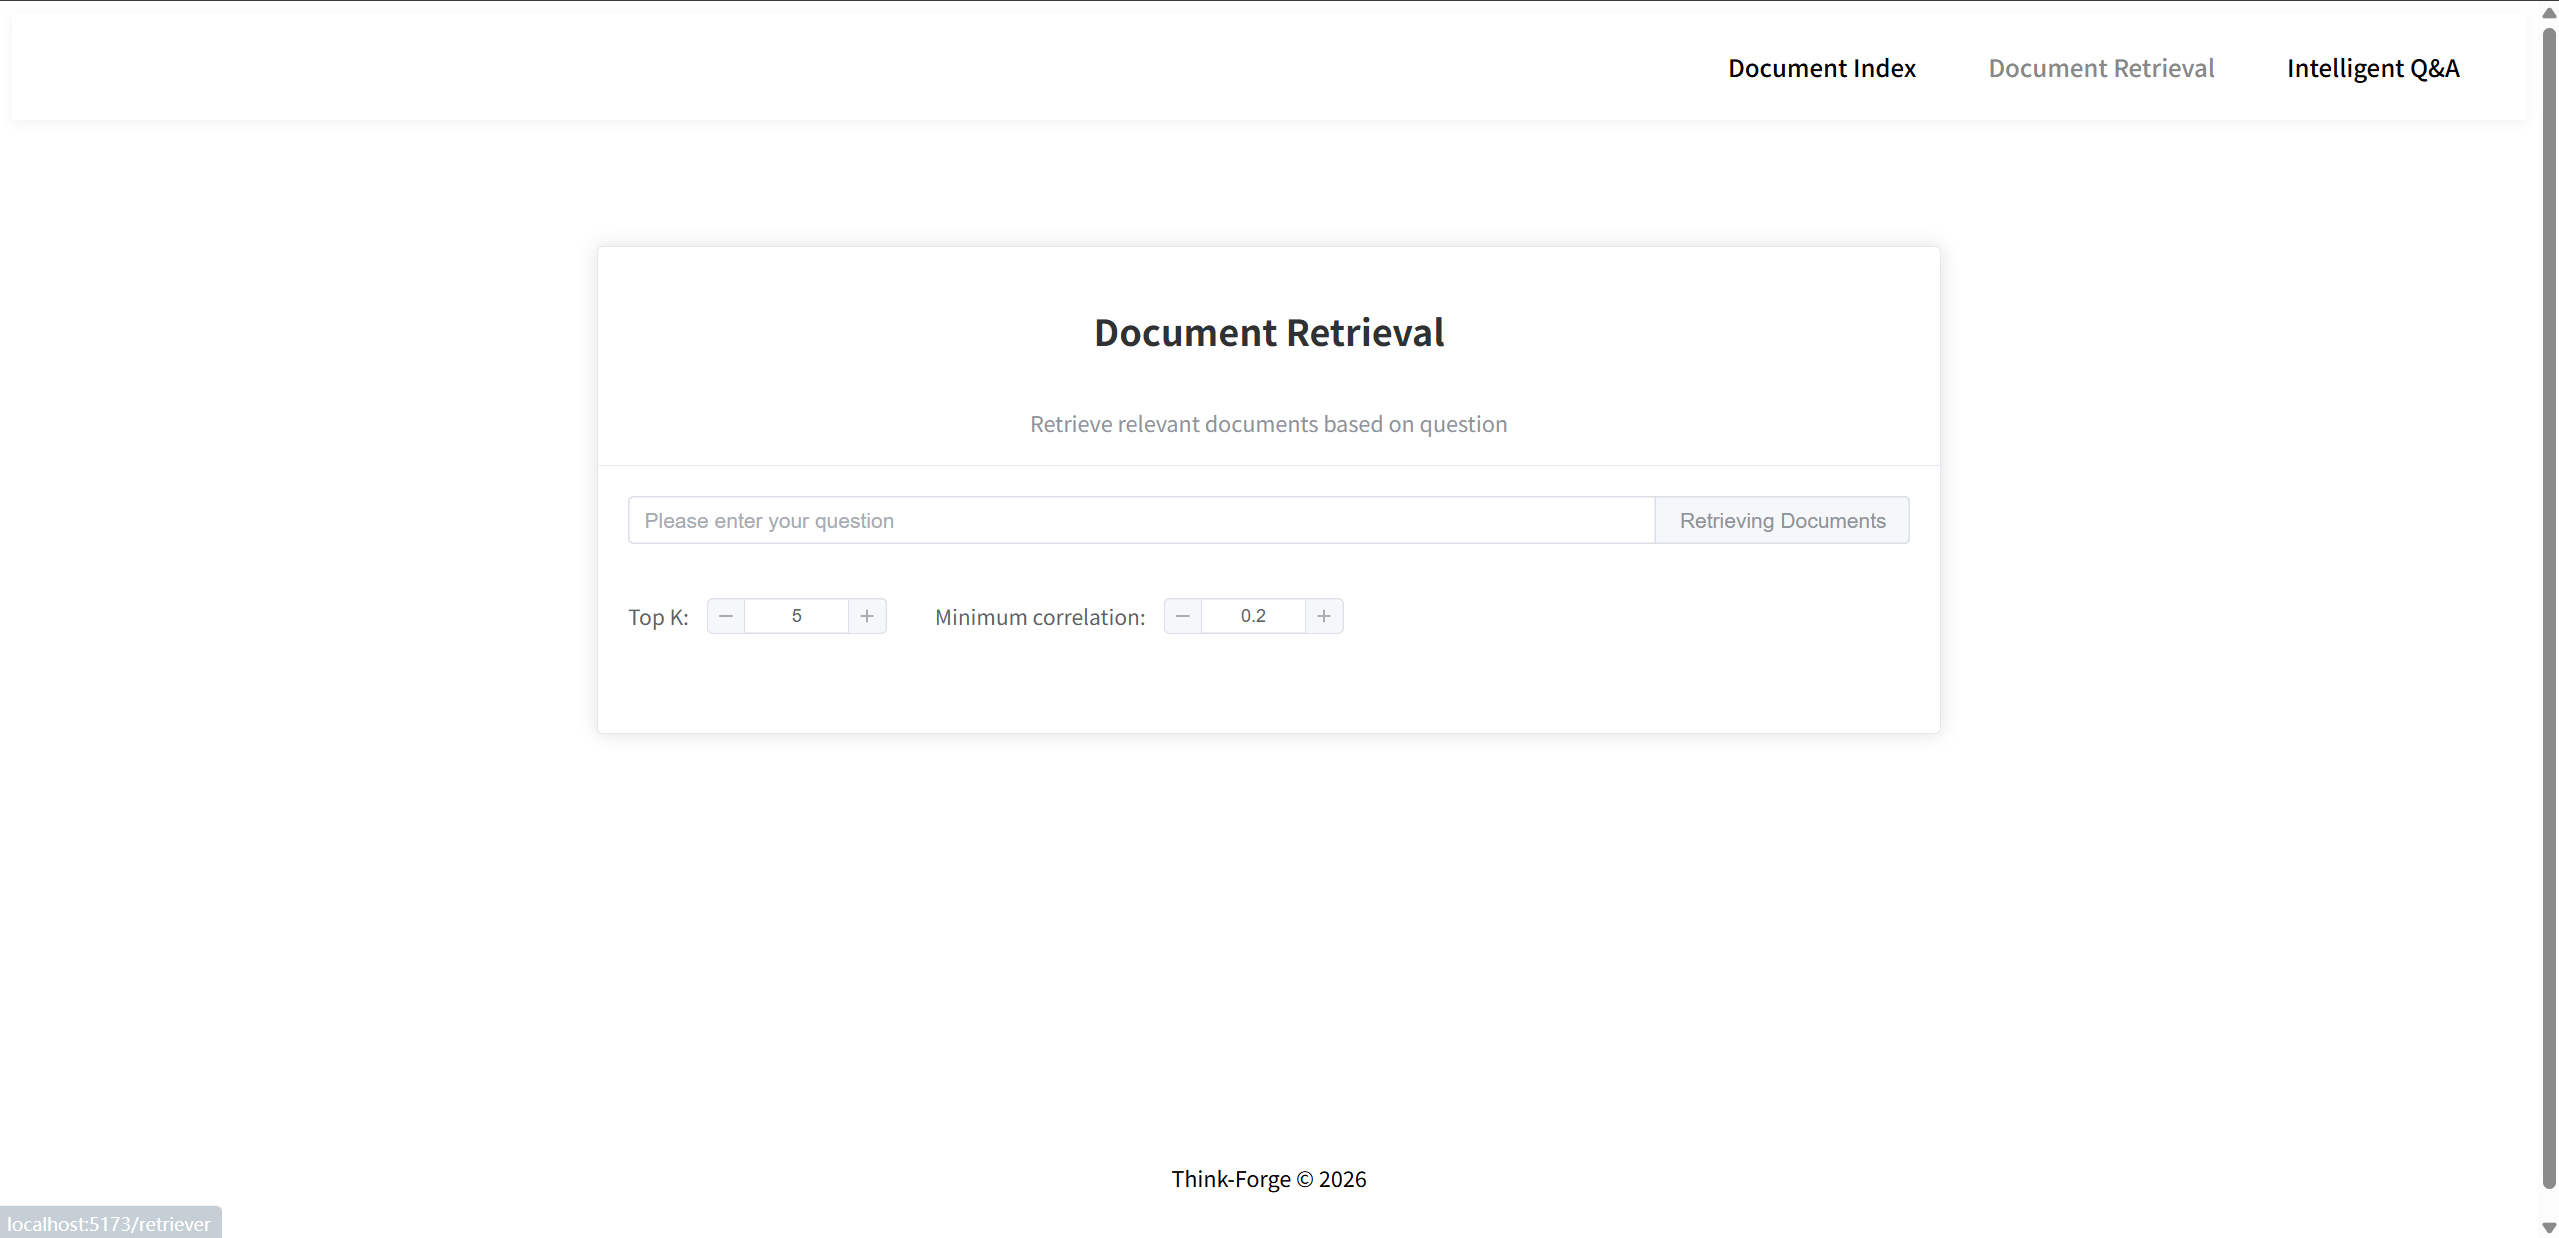 Document Index Document Retrieval Intelligent Q&A
Document Retrieval
Retrieve relevant documents based on question
Please enter your question Retrieving Documents
Top K: − 5 + Minimum correlation: − 0.2 +
Think-Forge © 2026
localhost:5173/retriever